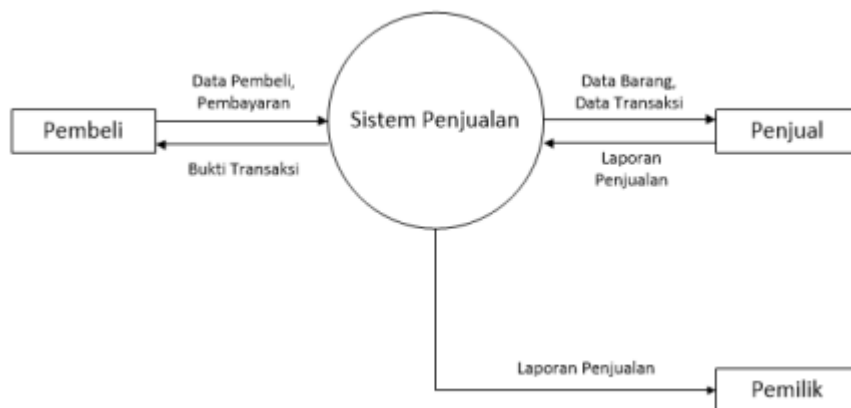 Data Pembeli,
Pembayaran
Pembeli
Bukti Transaksi
Sistem Penjualan
Data Barang,
Data Transaksi
Penjual
Laporan
Penjualan
Laporan Penjualan
Pemilik